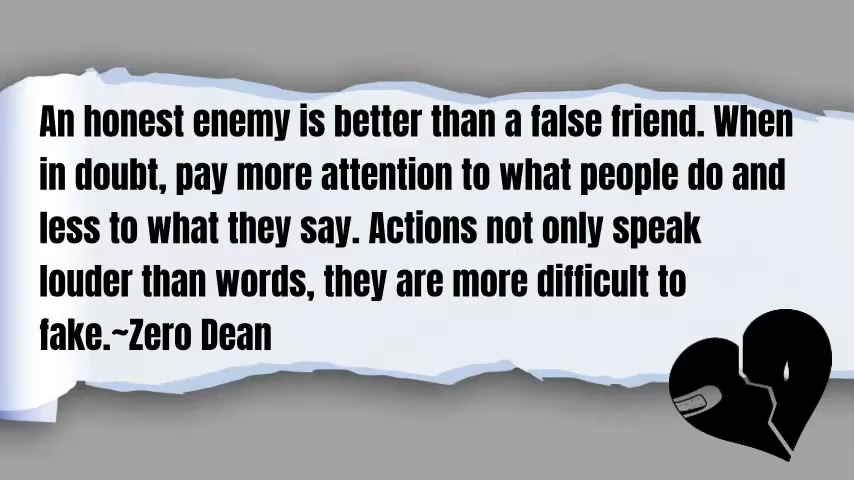 An honest enemy is better than a false friend. When
in doubt, pay more attention to what people do and
less to what they say. Actions not only speak
louder than words, they are more difficult to
fake.~Zero Dean